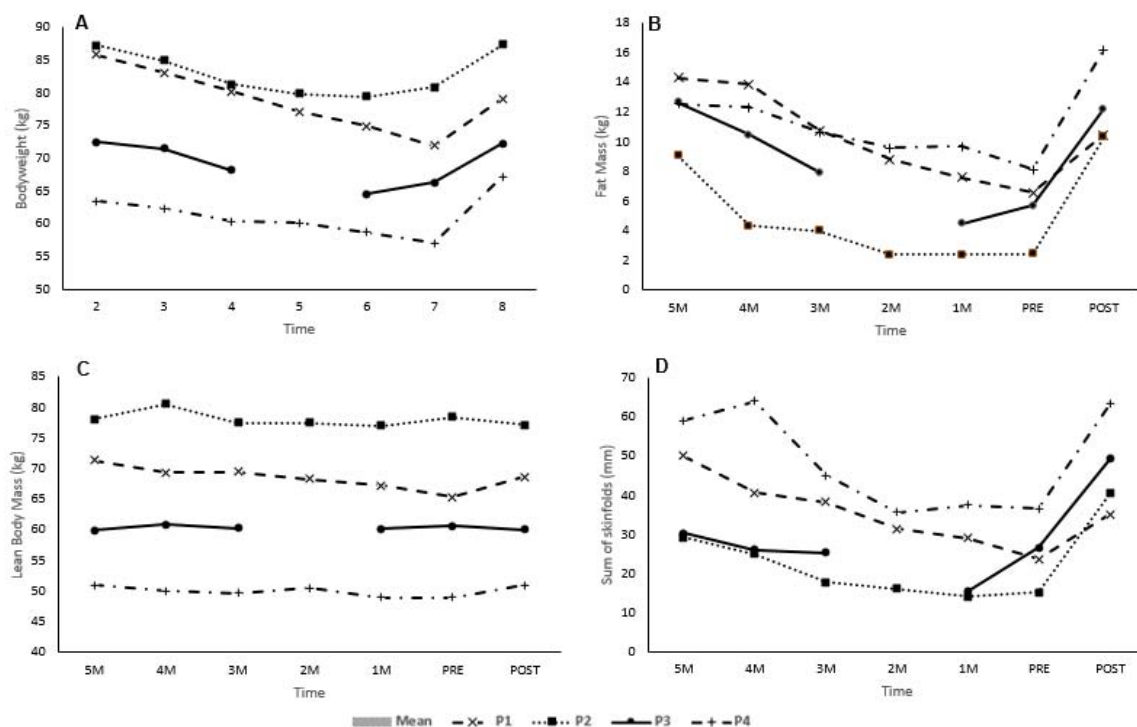 A
90
85
80
75
70
65
60
55
50
Bodyweight (kg)
2 3 4 5 6 7 8
Time
B
18
16
14
12
10
8
6
4
2
0
Fat Mass (kg)
5M 4M 3M 2M 1M PRE POST
Time
C
85
80
75
70
65
60
55
50
45
40
Lean Body Mass (kg)
5M 4M 3M 2M 1M PRE POST
Time
D
70
60
50
40
30
20
10
0
Sum of skinfolds (mm)
5M 4M 3M 2M 1M PRE POST
Time
Mean P1 P2 P3 P4